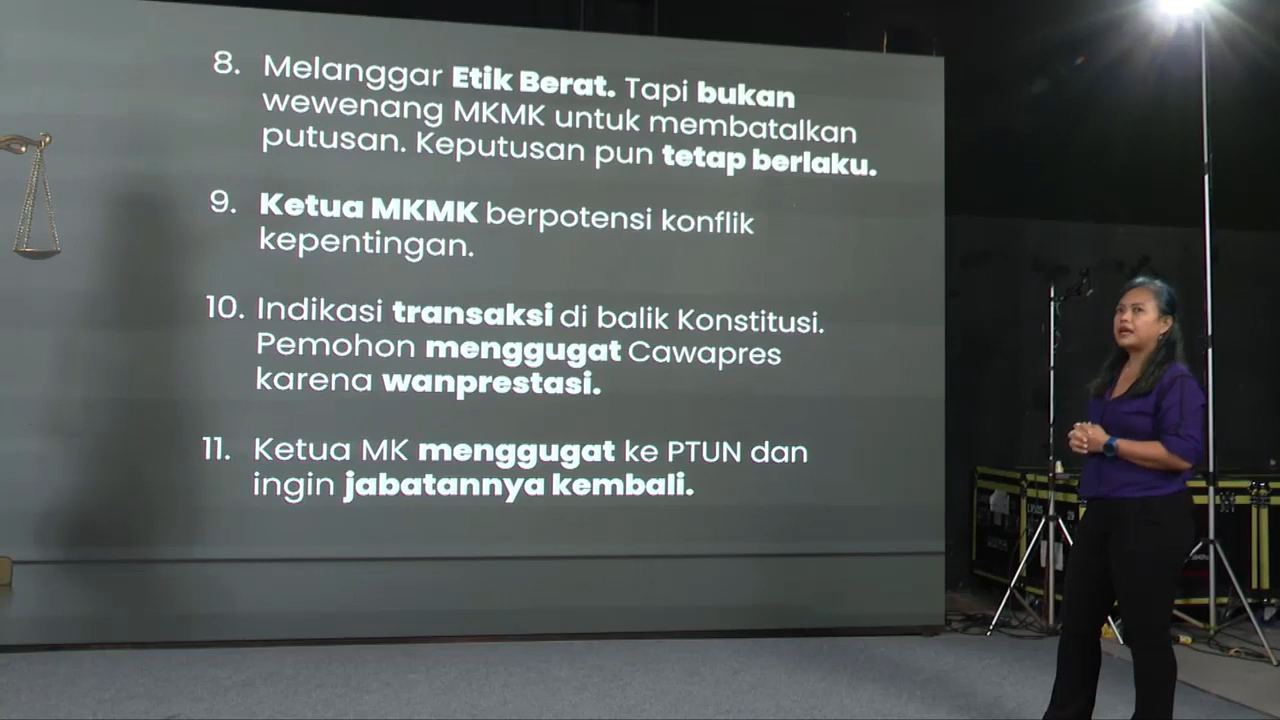 8. Melanggar Etik Berat. Tapi bukan
wewenang MKMK untuk membatalkan
putusan. Keputusan pun tetap berlaku.
9. Ketua MKMK berpotensi konflik
kepentingan.
10. Indikasi transaksi di balik Konstitusi.
Pemohon menggugat Cawapres
karena wanprestasi.
11. Ketua MK menggugat ke PTUN dan
ingin jabatannya kembali.